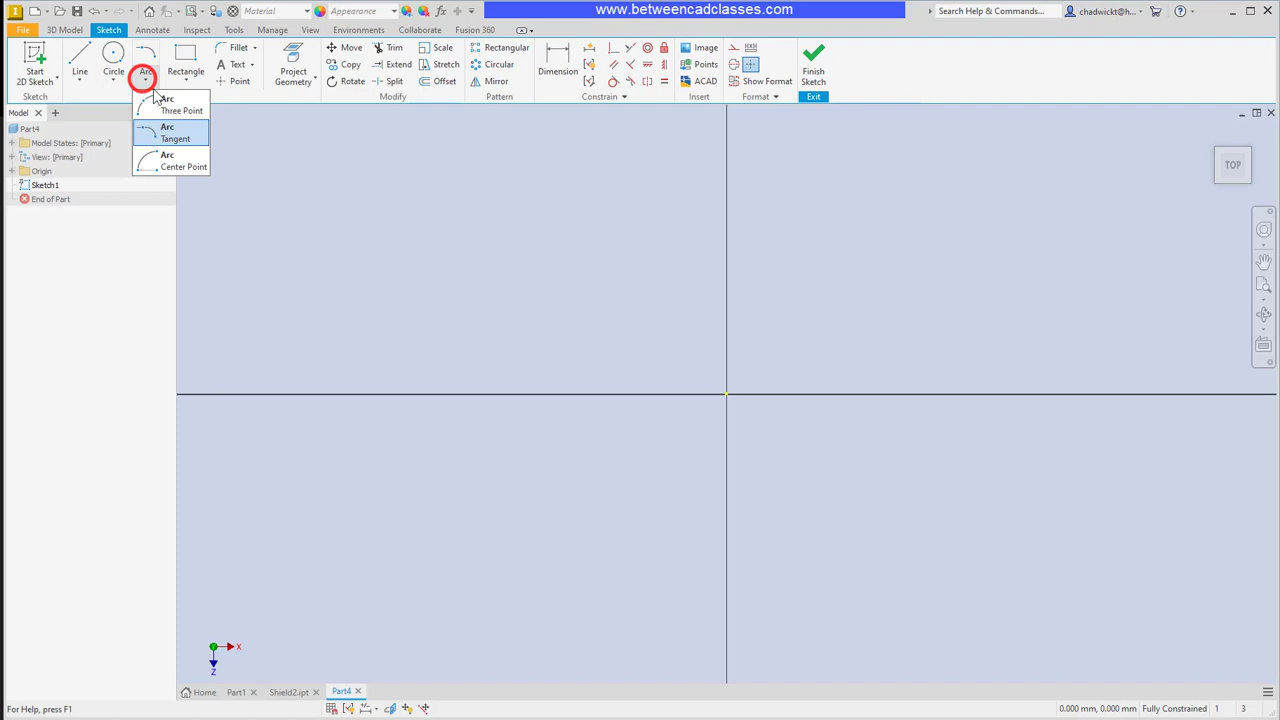 www.betweencadclasses.com
Material
Appearance
Search Help & Commands...
chadwickt@h...
File
3D Model
Sketch
Annotate
Inspect
Tools
Manage
View
Environments
Collaborate
Fusion 360
Start
2D Sketch
Line
Circle
Arc
Rectangle
Fillet
Text
Point
Project
Geometry
Move
Copy
Rotate
Trim
Extend
Split
Scale
Stretch
Offset
Rectangular
Circular
Mirror
Dimension
Image
Points
ACAD
Show Format
Finish
Sketch
Sketch
Modify
Pattern
Constrain
Insert
Format
Exit
Arc
Three Point
Arc
Tangent
Arc
Center Point
Model
Part4
Model States: [Primary]
View: [Primary]
Origin
Sketch1
End of Part
TOP
X
Z
Home
Part1
Shield2.ipt
Part4
For Help, press F1
0.000 mm, 0.000 mm
Fully Constrained
1
3